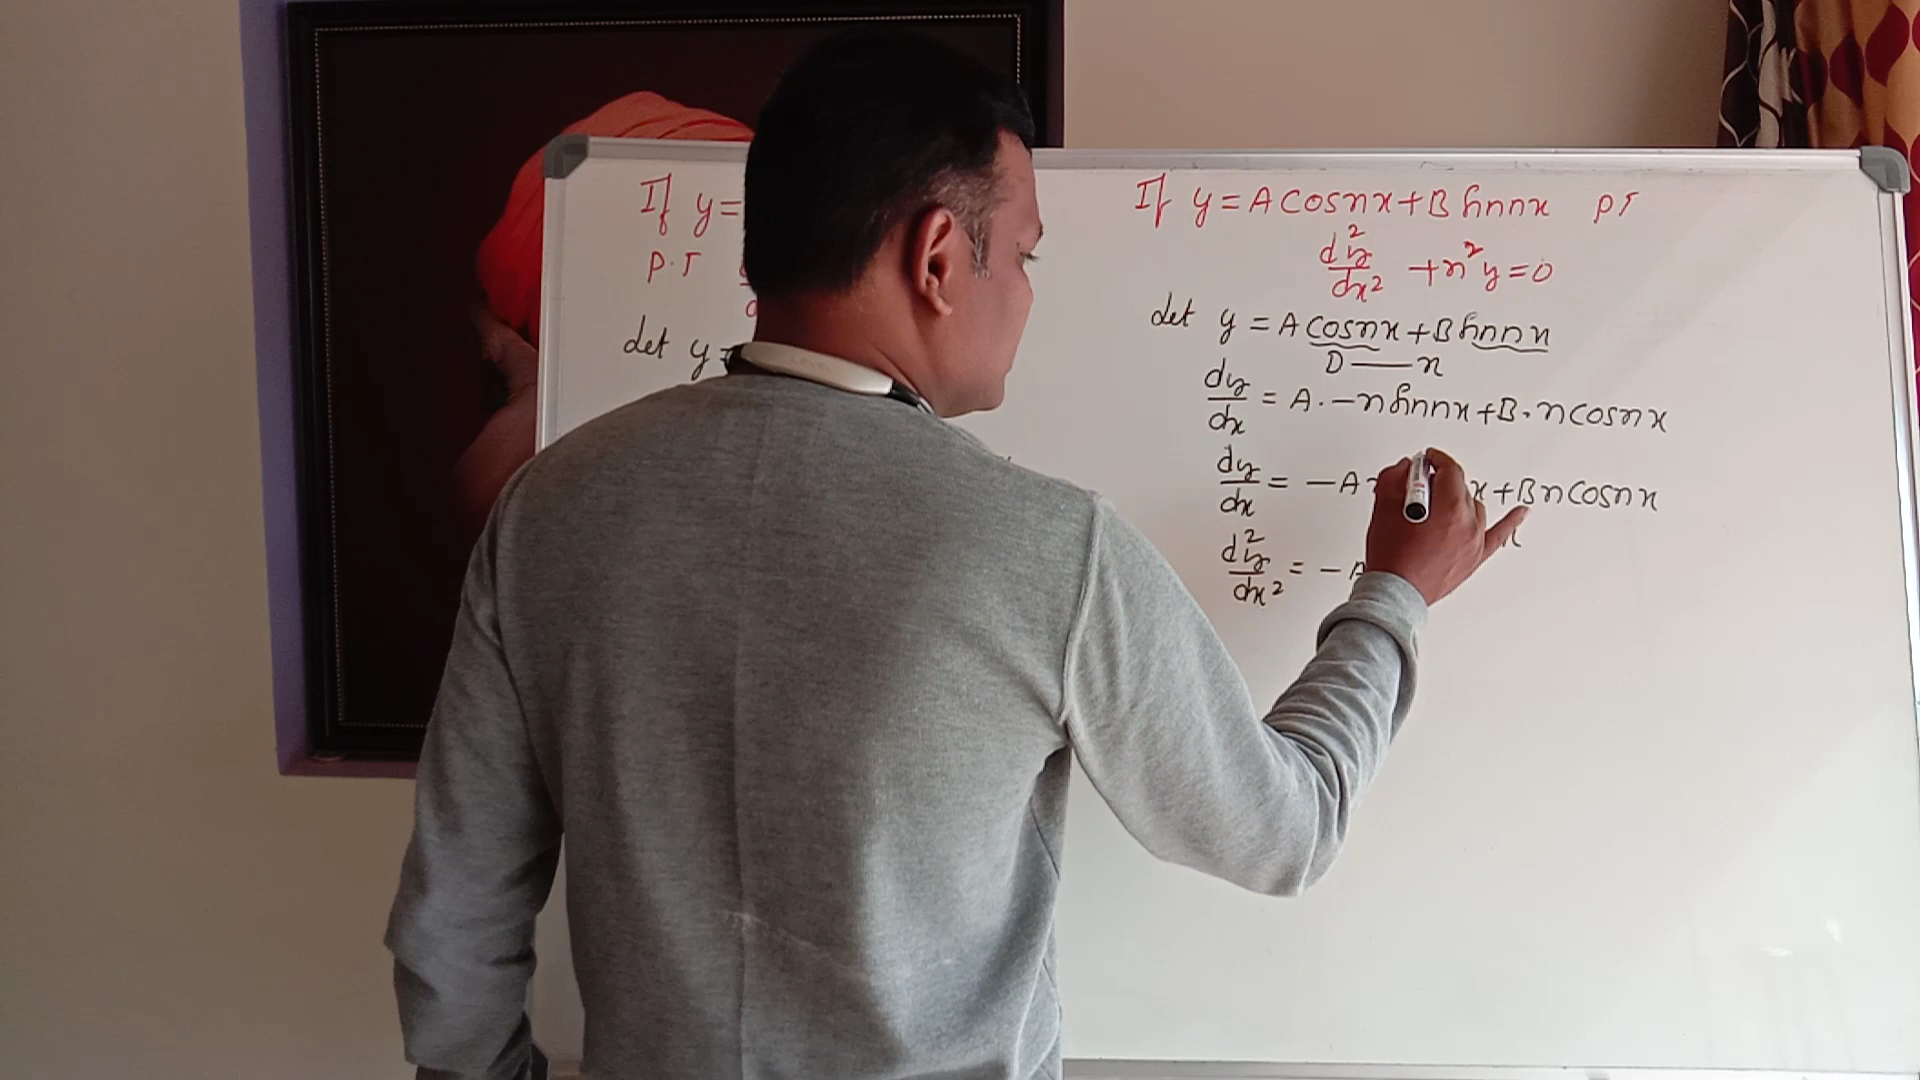 If y=
P.T
Let y=
If y = A cosnx + B sinnx PT
d²y/dx² + n²y = 0
Let y = A cosnx + B sinnx
D — n
dy/dx = A. -n sinnx + B. n cosnx
dy/dx = -A x + Bn cosnx
d²y/dx² = -A